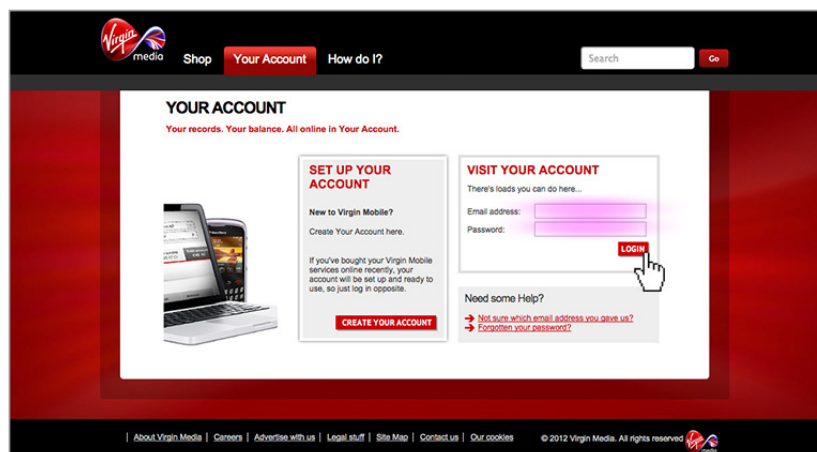 Virgin
media
Shop
Your Account
How do I?
Search
Go
YOUR ACCOUNT
Your records. Your balance. All online in Your Account.
SET UP YOUR
ACCOUNT
New to Virgin Mobile?
Create Your Account here.
If you've bought your Virgin Mobile
services online recently, your
account will be set up and ready to
use, so just log in opposite.
CREATE YOUR ACCOUNT
VISIT YOUR ACCOUNT
There's loads you can do here...
Email address:
Password:
LOGIN
Need some Help?
Not sure which email address you gave us?
Forgotten your password?
About Virgin Media | Careers | Advertise with us | Legal stuff | Site Map | Contact us | Our cookies
© 2012 Virgin Media. All rights reserved
Virgin
media